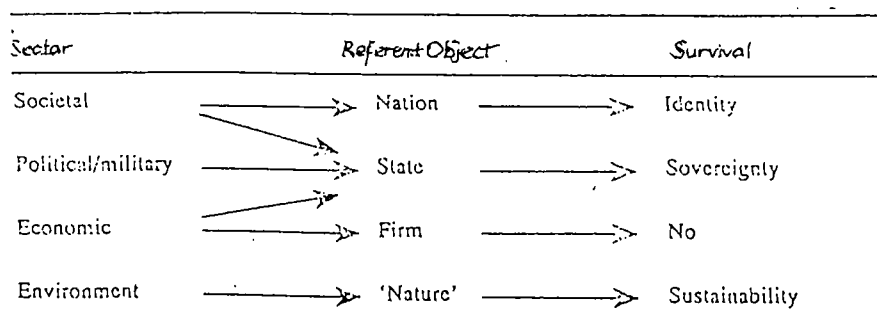 Sector Referent Object Survival
Societal Nation Identity
Political/military State Sovereignty
Economic Firm No
Environment 'Nature' Sustainability